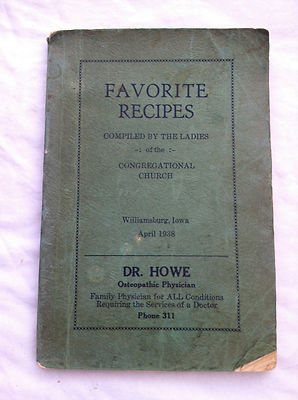 FAVORITE
RECIPES
COMPILED BY THE LADIES
-: of the :-
CONGREGATIONAL
CHURCH
Williamsburg, Iowa
April 1938
DR. HOWE
Osteopathic Physician
Family Physician for ALL Conditions
Requiring the Services of a Doctor
Phone 311